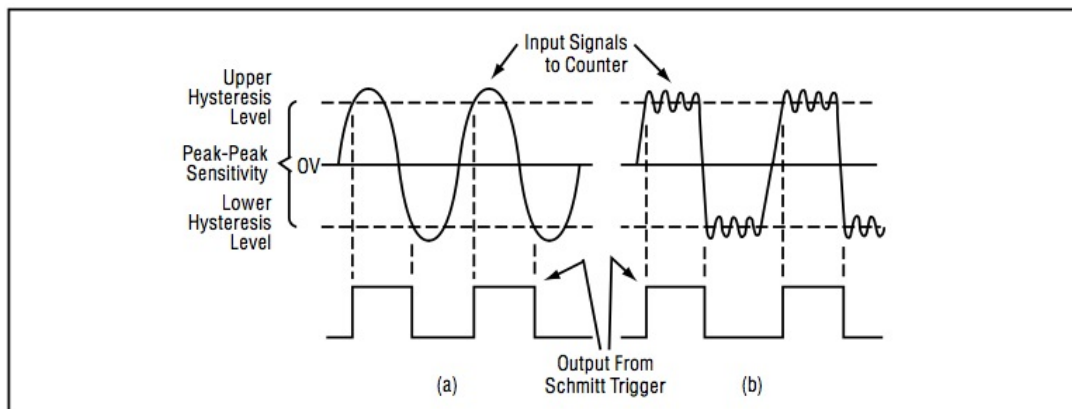 Input Signals
to Counter
Upper
Hysteresis
Level
Peak-Peak
Sensitivity
0V
Lower
Hysteresis
Level
Output From
Schmitt Trigger
(a)
(b)